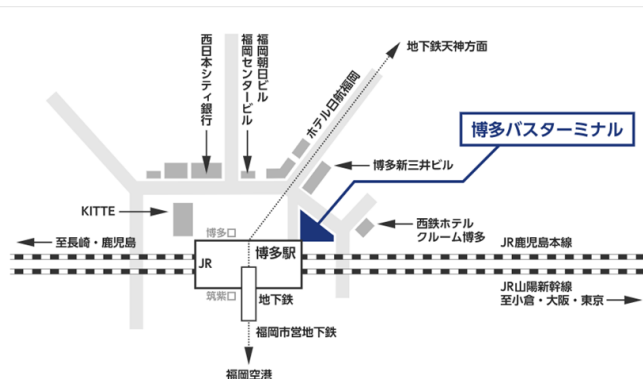 西日本シティ銀行
福岡センタービル
福岡朝日ビル
ホテル日航福岡
地下鉄天神方面
博多バスターミナル
博多新三井ビル
KITTE
西鉄ホテル
クルーム博多
博多口
至長崎・鹿児島
博多駅
JR
JR鹿児島本線
筑紫口
地下鉄
JR山陽新幹線
至小倉・大阪・東京
福岡市営地下鉄
福岡空港